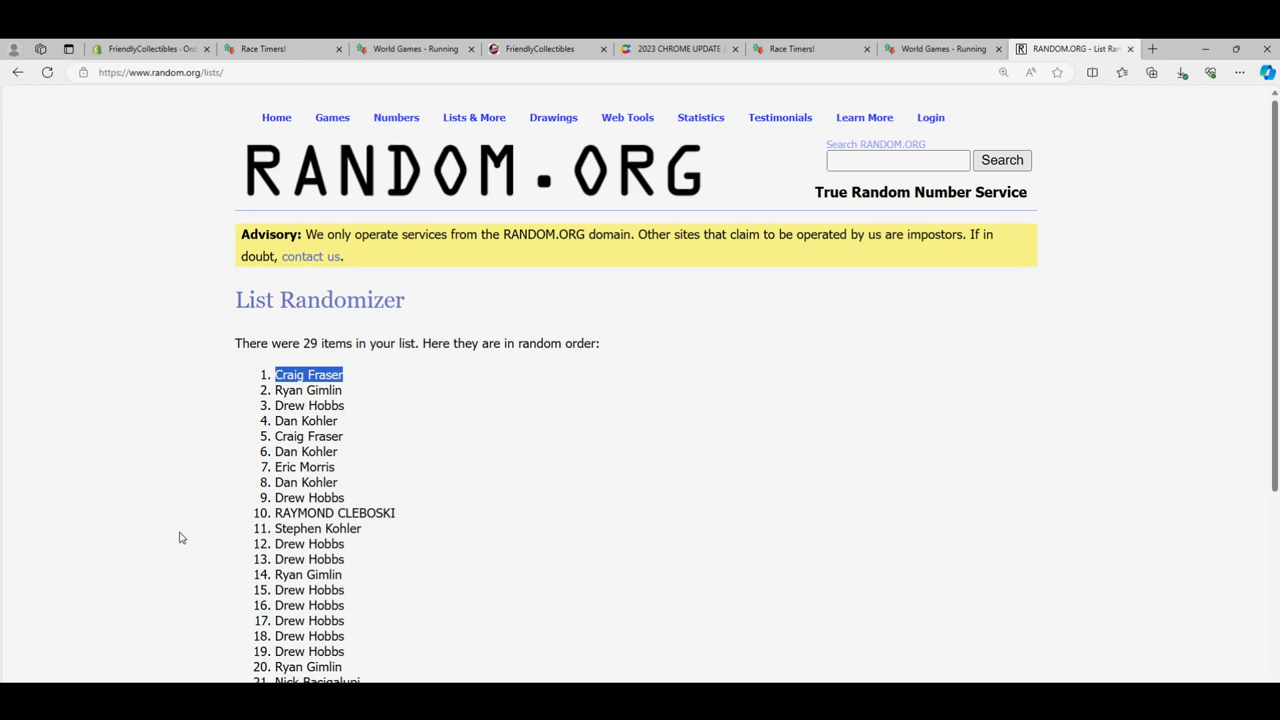 FriendlyCollectibles - Ord
Race Timers!
World Games - Running
FriendlyCollectibles
2023 CHROME UPDATE
Race Timers!
World Games - Running
RANDOM.ORG - List Ran
https://www.random.org/lists/
Home Games Numbers Lists & More Drawings Web Tools Statistics Testimonials Learn More Login
RANDOM.ORG
Search RANDOM.ORG
Search
True Random Number Service
Advisory: We only operate services from the RANDOM.ORG domain. Other sites that claim to be operated by us are impostors. If in
doubt, contact us.
List Randomizer
There were 29 items in your list. Here they are in random order:
1. Craig Fraser
2. Ryan Gimlin
3. Drew Hobbs
4. Dan Kohler
5. Craig Fraser
6. Dan Kohler
7. Eric Morris
8. Dan Kohler
9. Drew Hobbs
10. RAYMOND CLEBOSKI
11. Stephen Kohler
12. Drew Hobbs
13. Drew Hobbs
14. Ryan Gimlin
15. Drew Hobbs
16. Drew Hobbs
17. Drew Hobbs
18. Drew Hobbs
19. Drew Hobbs
20. Ryan Gimlin
21. Nick Bacigalupi